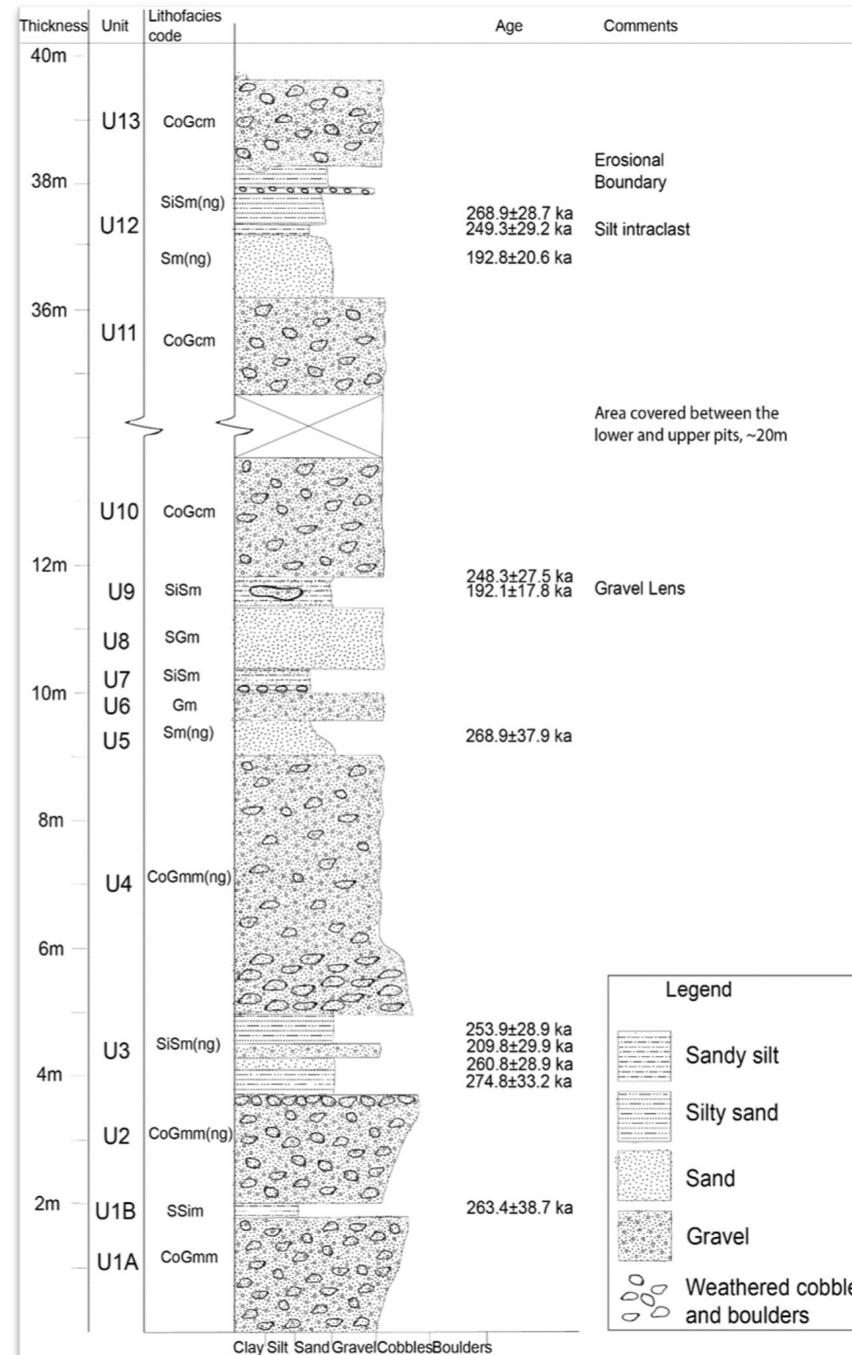 Thickness Unit Lithofacies code Age Comments
40m
U13 CoGcm
Erosional
Boundary
38m
SiSm(ng)
268.9±28.7 ka
U12 249.3±29.2 ka Silt intraclast
Sm(ng) 192.8±20.6 ka
36m
U11 CoGcm
Area covered between the
lower and upper pits, ~20m
U10 CoGcm
12m
248.3±27.5 ka
U9 SiSm 192.1±17.8 ka Gravel Lens
U8 SGm
U7 SiSm
10m
U6 Gm
U5 Sm(ng) 268.9±37.9 ka
8m
U4 CoGmm(ng)
6m
253.9±28.9 ka
U3 SiSm(ng) 209.8±29.9 ka
260.8±28.9 ka
4m 274.8±33.2 ka
U2 CoGmm(ng)
2m
U1B SSim 263.4±38.7 ka
U1A CoGmm
Clay Silt Sand Gravel Cobbles Boulders
Legend
Sandy silt
Silty sand
Sand
Gravel
Weathered cobble
and boulders